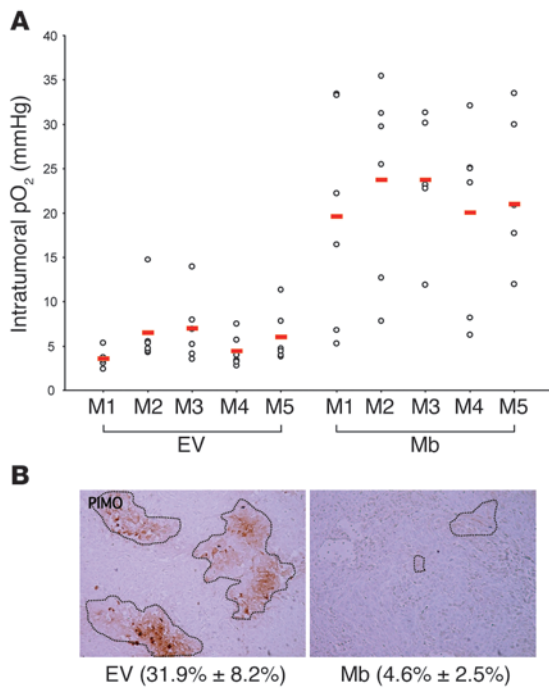 A
Intratumoral pO₂ (mmHg)
40
35
30
25
20
15
10
5
0
M1 M2 M3 M4 M5 M1 M2 M3 M4 M5
EV Mb
B
PIMO
EV (31.9% ± 8.2%) Mb (4.6% ± 2.5%)